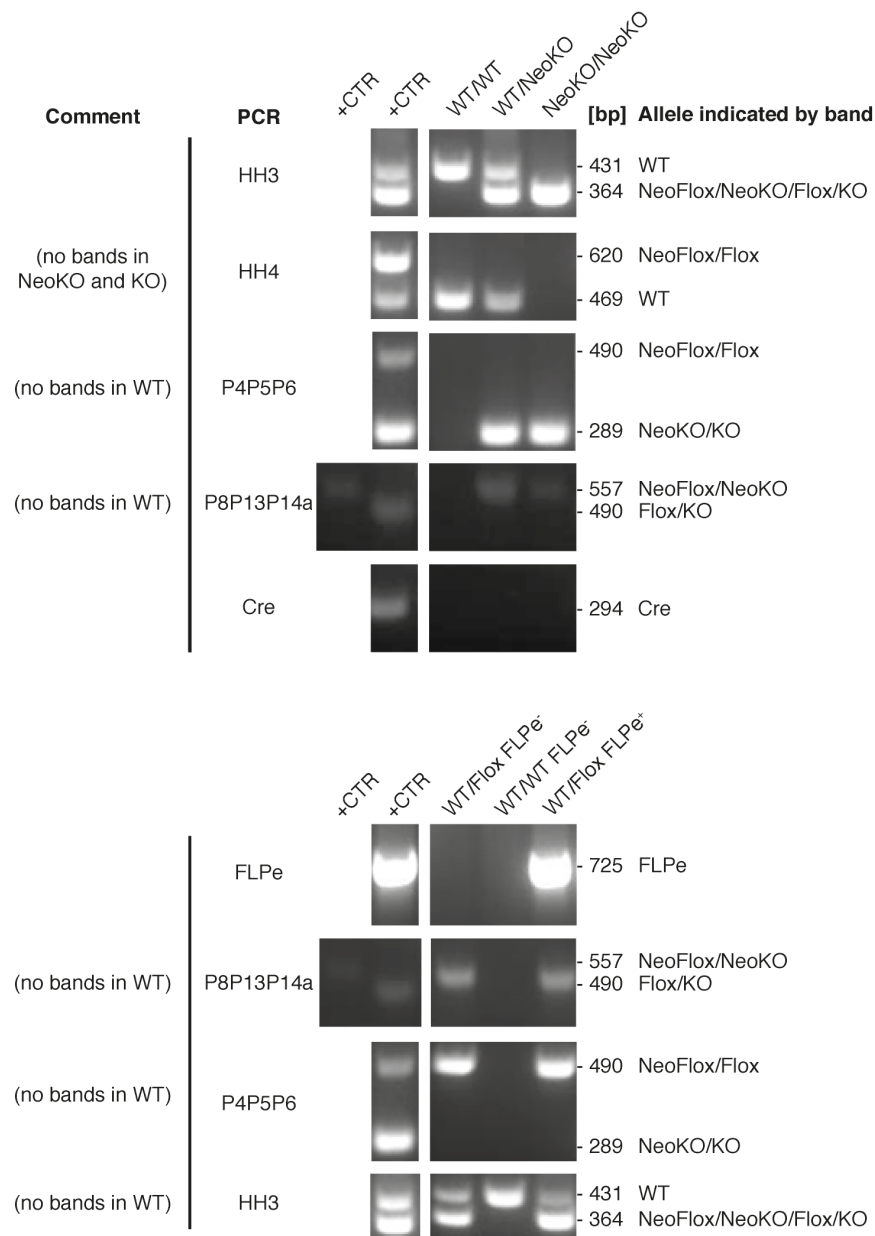 +CTR
+CTR
WT/WT
WT/NeoKO
NeoKO/NeoKO
Comment PCR [bp] Allele indicated by band
HH3
- 431 WT
- 364 NeoFlox/NeoKO/Flox/KO
(no bands in
NeoKO and KO)
HH4
- 620 NeoFlox/Flox
- 469 WT
(no bands in WT) P4P5P6
- 490 NeoFlox/Flox
- 289 NeoKO/KO
(no bands in WT) P8P13P14a
- 557 NeoFlox/NeoKO
- 490 Flox/KO
Cre - 294 Cre
+CTR
+CTR
WT/Flox FLPe-
WT/WT FLPe-
WT/Flox FLPe+
FLPe - 725 FLPe
(no bands in WT) P8P13P14a
- 557 NeoFlox/NeoKO
- 490 Flox/KO
(no bands in WT) P4P5P6
- 490 NeoFlox/Flox
- 289 NeoKO/KO
(no bands in WT) HH3
- 431 WT
- 364 NeoFlox/NeoKO/Flox/KO